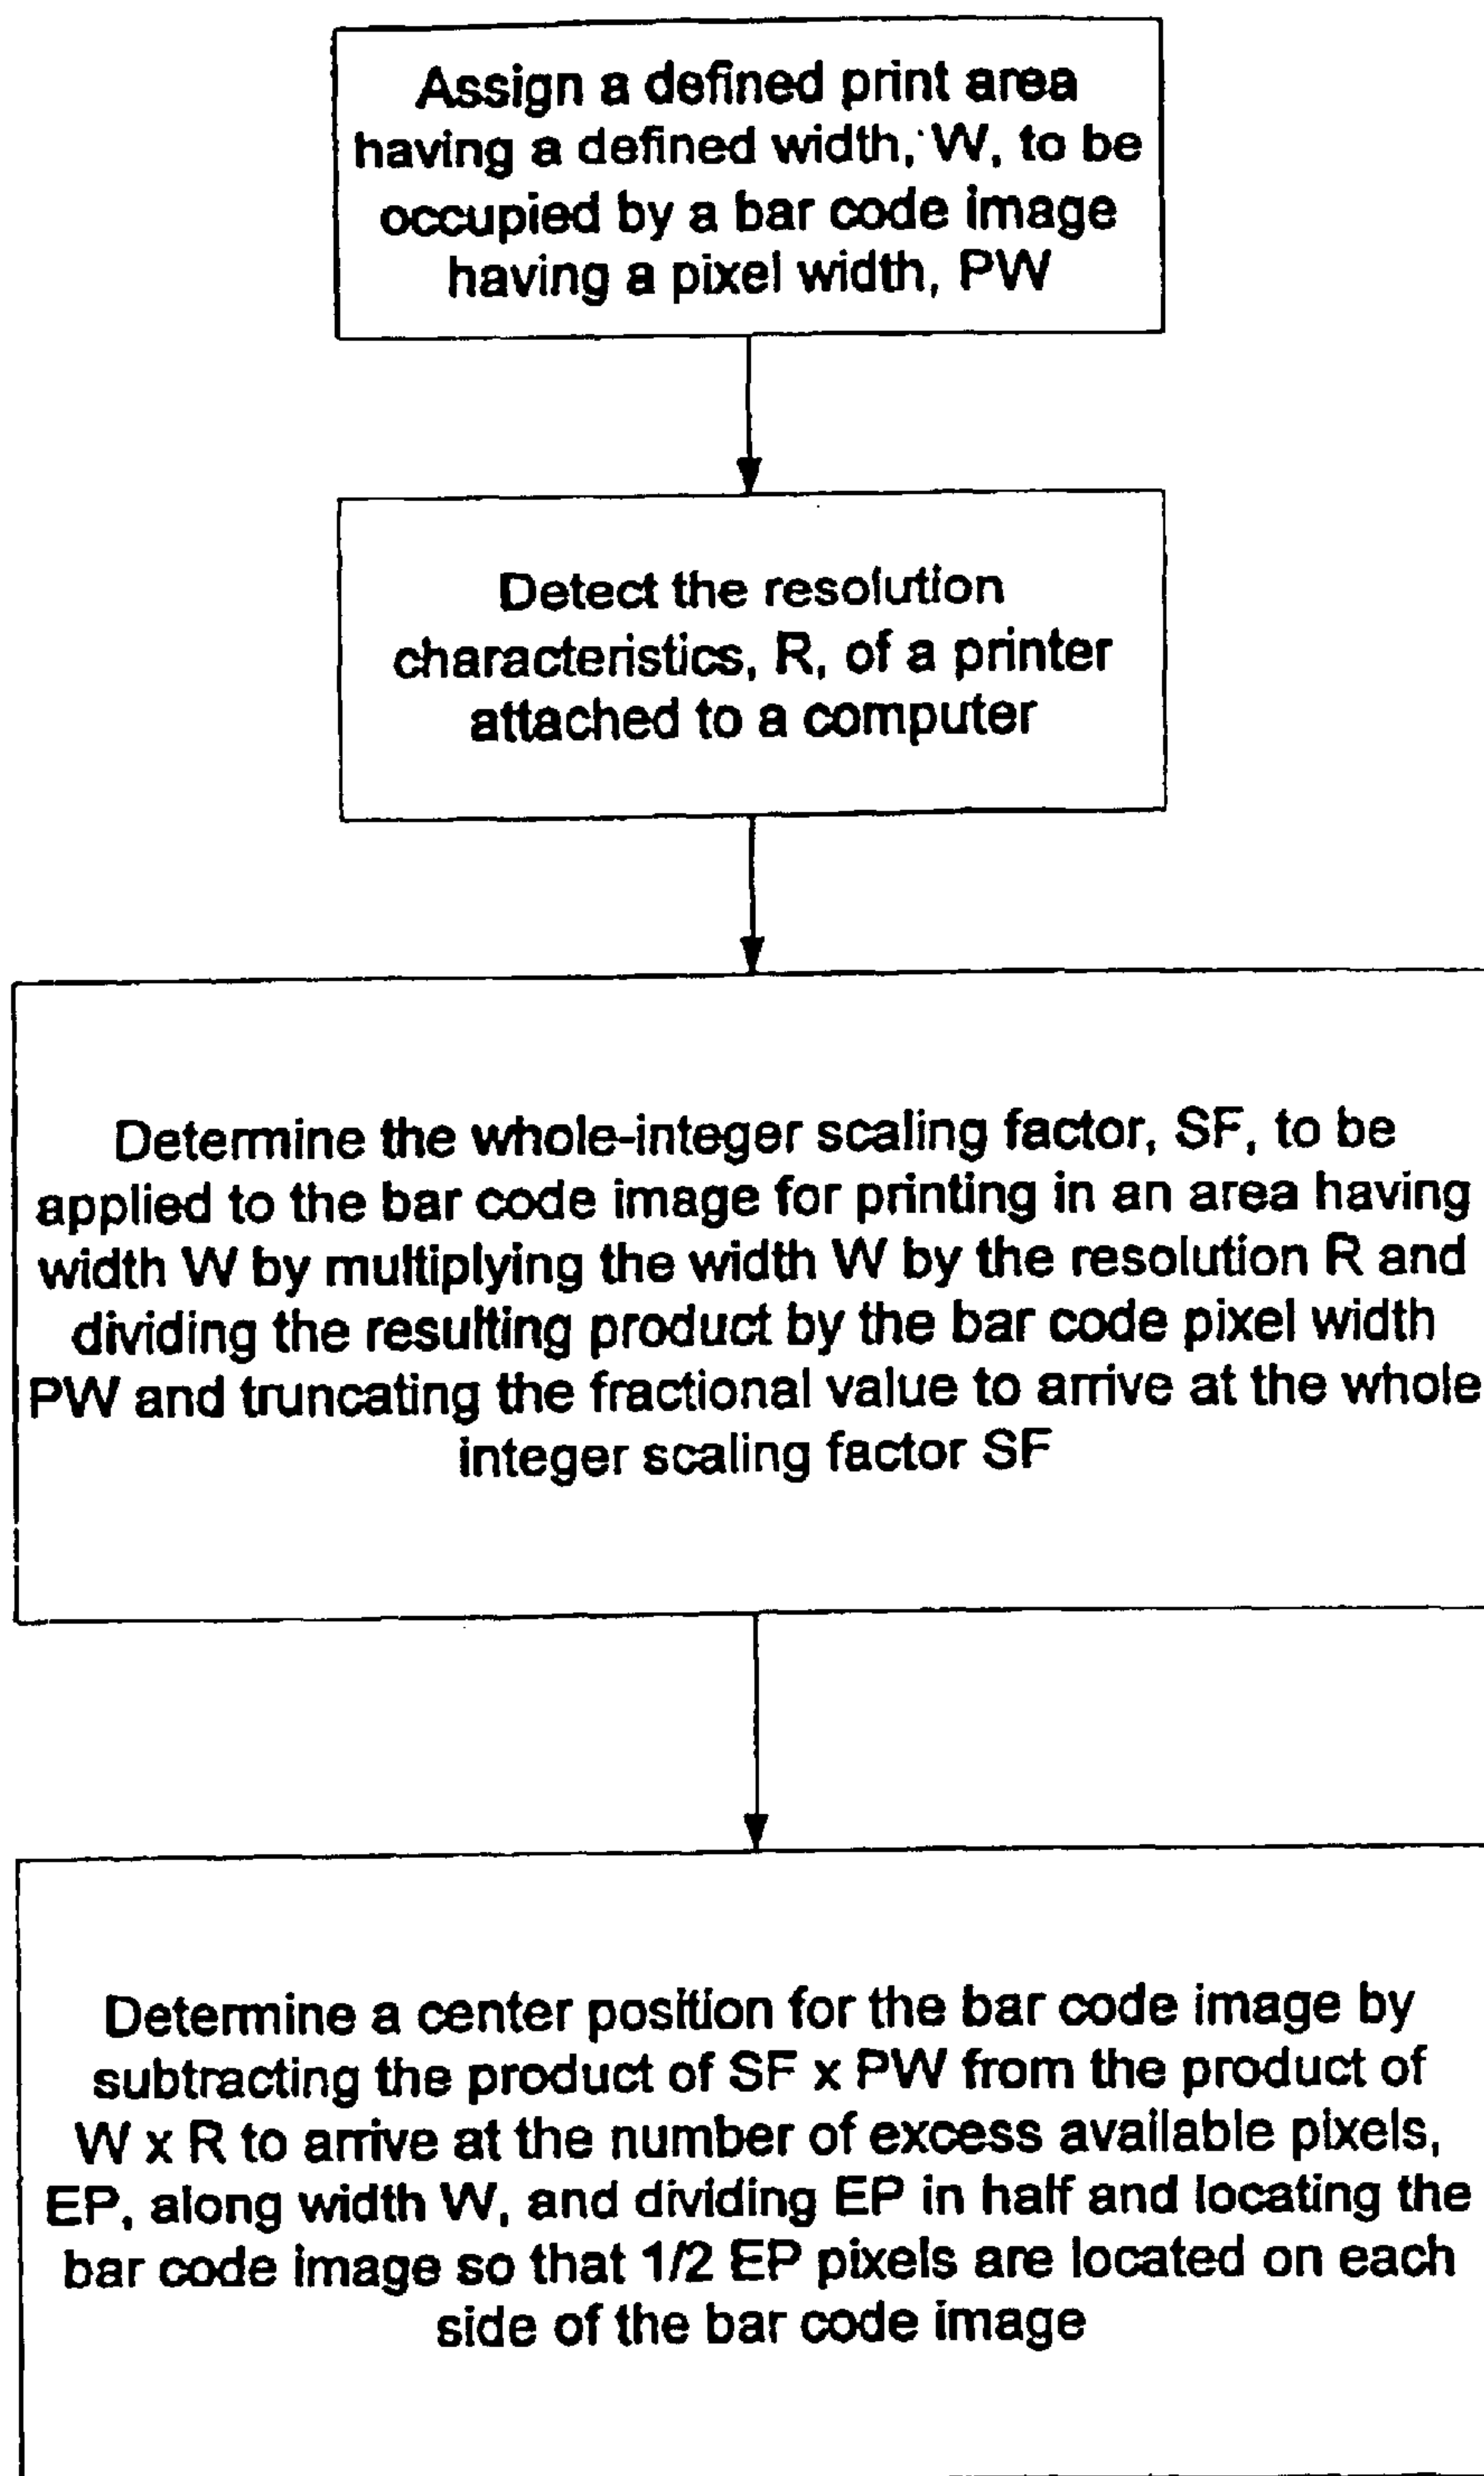 Assign a defined print area
having a defined width, W, to be
occupied by a bar code image
having a pixel width, PW
Detect the resolution
characteristics, R, of a printer
attached to a computer
Determine the whole-integer scaling factor, SF, to be
applied to the bar code image for printing in an area having
width W by multiplying the width W by the resolution R and
dividing the resulting product by the bar code pixel width
PW and truncating the fractional value to arrive at the whole
integer scaling factor SF
Determine a center position for the bar code image by
subtracting the product of SF x PW from the product of
W x R to arrive at the number of excess available pixels,
EP, along width W, and dividing EP in half and locating the
bar code image so that 1/2 EP pixels are located on each
side of the bar code image